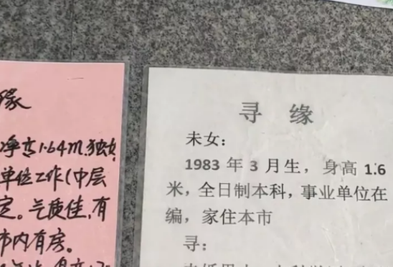 缘
净高1.64m.独女
单位工作(中层
定。气质佳,有
市内有房。
寻 缘
未女:
1983 年 3 月生,身高 1.6
米,全日制本科,事业单位在
编,家住本市
寻: